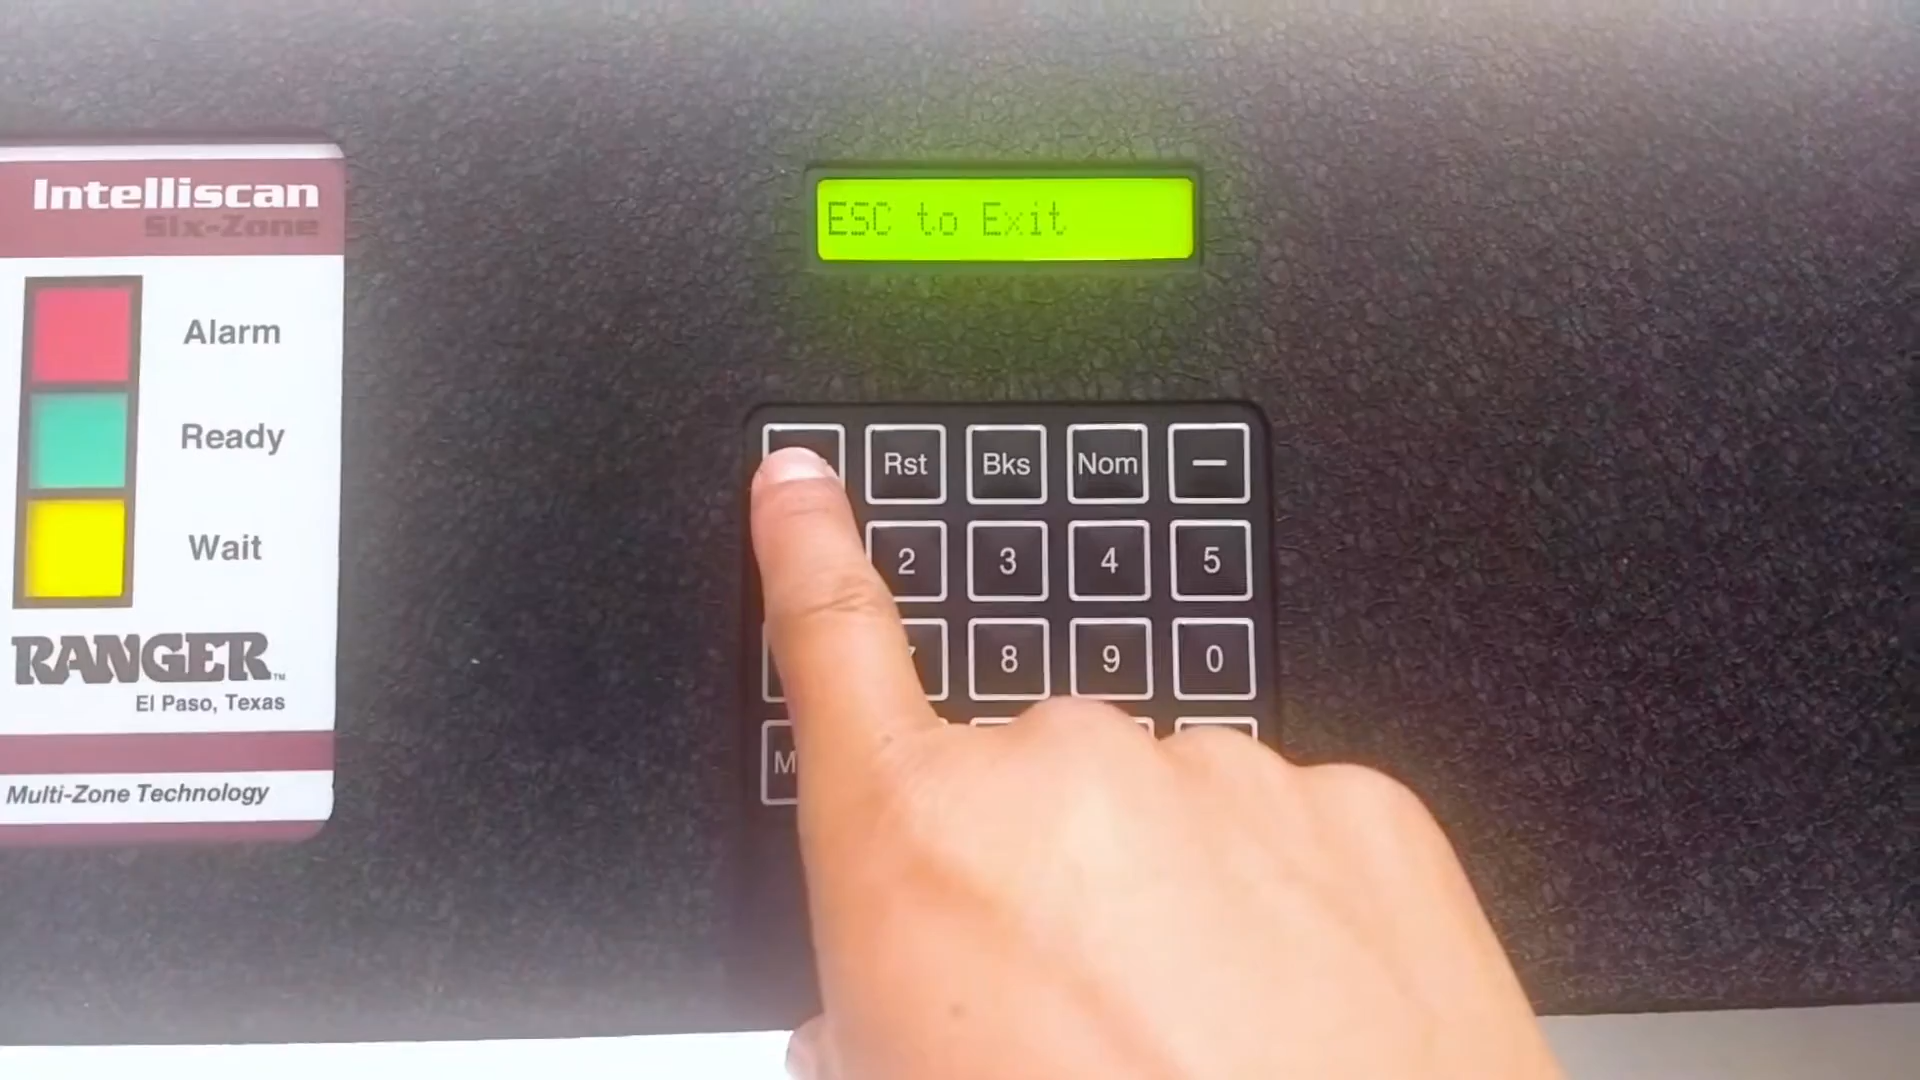 Intelliscan
Six-Zone
Alarm
Ready
Wait
RANGER™
El Paso, Texas
Multi-Zone Technology
ESC to Exit
Rst Bks Nom —
2 3 4 5
8 9 0
M